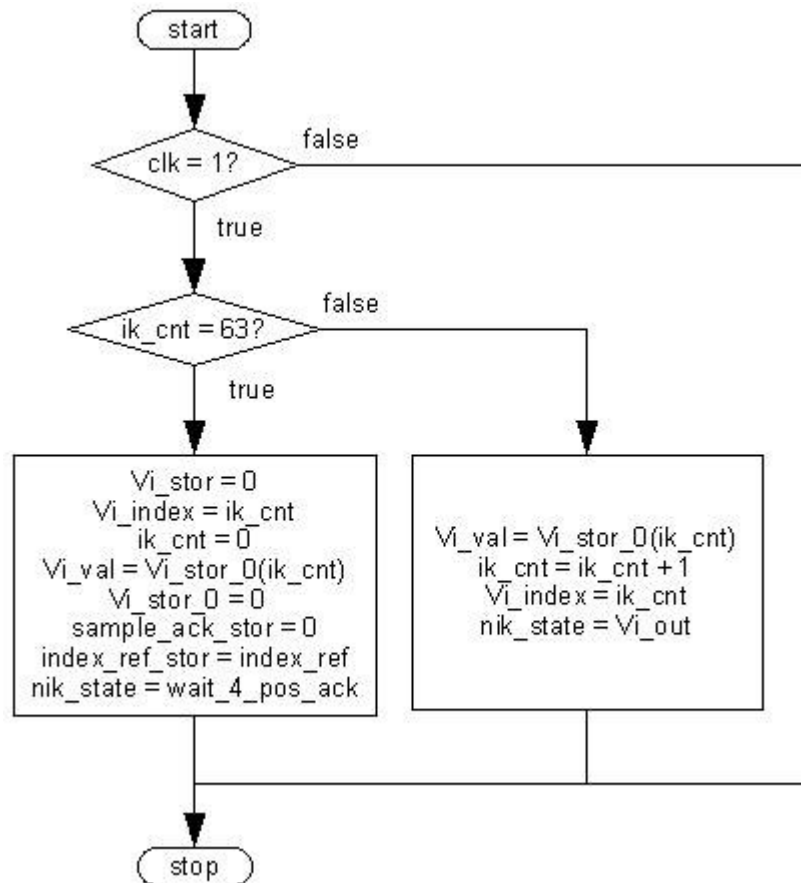 start
clk = 1?
false
true
ik_cnt = 63?
false
true
Vi_stor = 0
Vi_index = ik_cnt
ik_cnt = 0
Vi_val = Vi_stor_0(ik_cnt)
Vi_stor_0 = 0
sample_ack_stor = 0
index_ref_stor = index_ref
nik_state = wait_4_pos_ack
Vi_val = Vi_stor_0(ik_cnt)
ik_cnt = ik_cnt + 1
Vi_index = ik_cnt
nik_state = Vi_out
stop